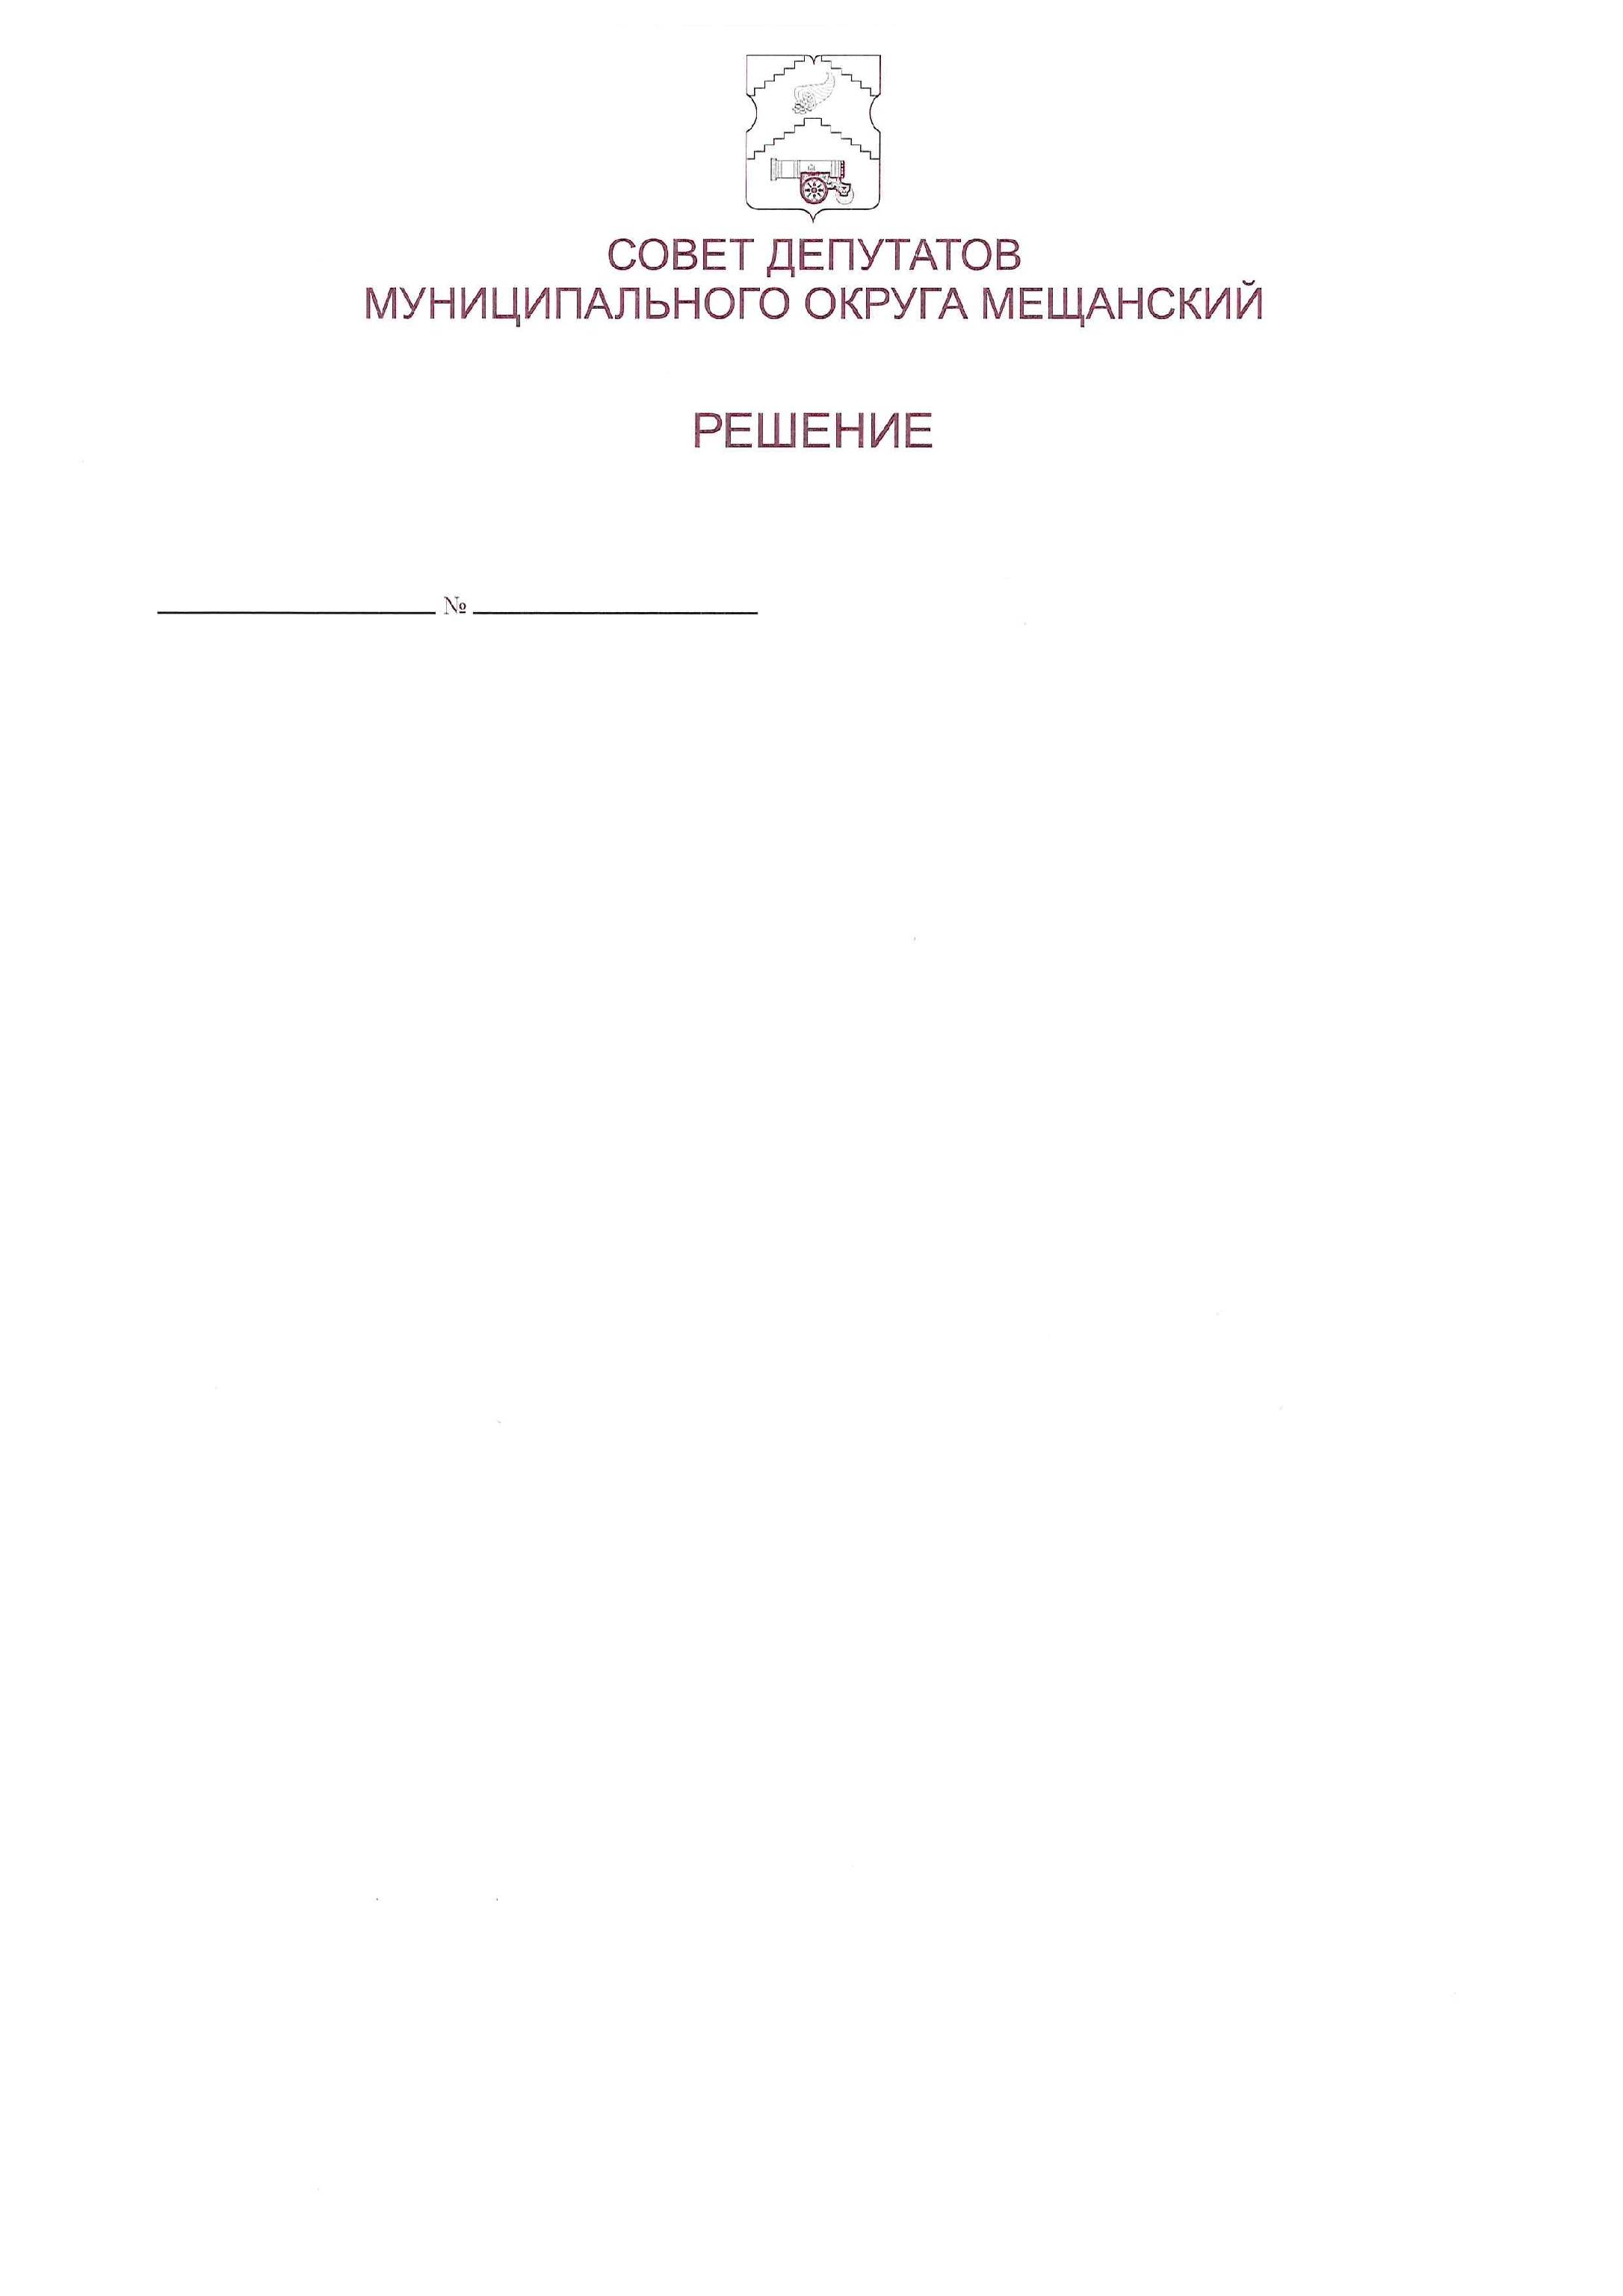 СОВЕТ ДЕПУТАТОВ
МУНИЦИПАЛЬНОГО ОКРУГА МЕЩАНСКИЙ
РЕШЕНИЕ
№